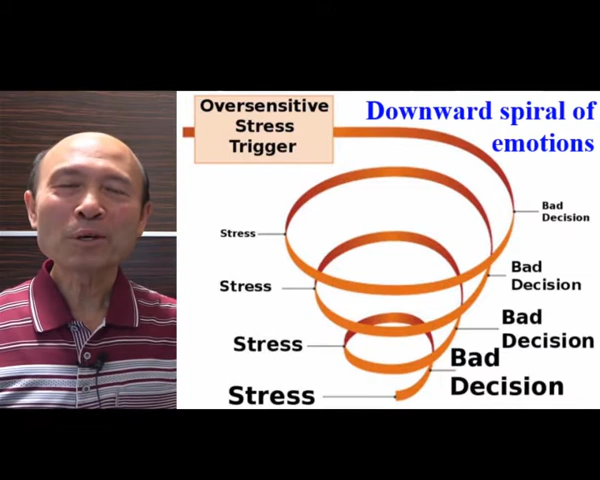 Oversensitive
Stress
Trigger
Downward spiral of
emotions
Bad
Decision
Stress
Bad
Decision
Stress
Bad
Decision
Stress
Bad
Decision
Stress